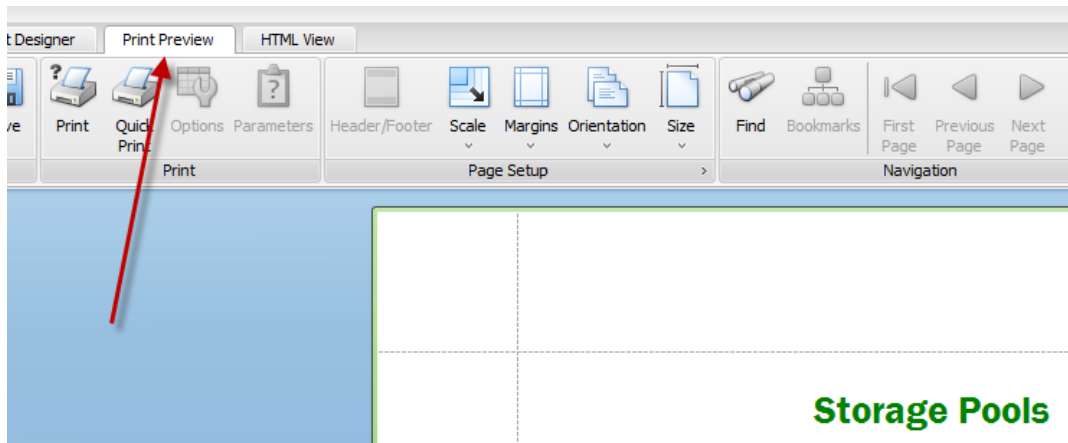 t Designer Print Preview HTML View
ve Print Quick Print Options Parameters Header/Footer Scale Margins Orientation Size Find Bookmarks First Page Previous Page Next Page
Print Page Setup Navigation
Storage Pools